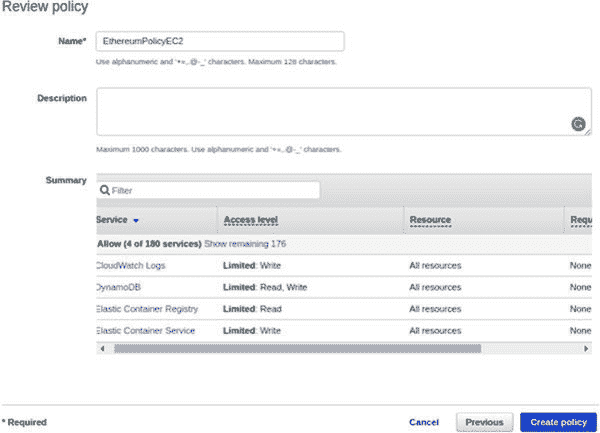 Review policy
Name*
EthereumPolicyEC2
Use alphanumeric and '+=,.@-_' characters. Maximum 128 characters.
Description
Maximum 1000 characters. Use alphanumeric and '+=,.@-_' characters.
Summary
Filter
Service Access level Resource Requ
Allow (4 of 180 services) Show remaining 176
CloudWatch Logs Limited: Write All resources None
DynamoDB Limited: Read, Write All resources None
Elastic Container Registry Limited: Read All resources None
Elastic Container Service Limited: Write All resources None
* Required Cancel Previous Create policy